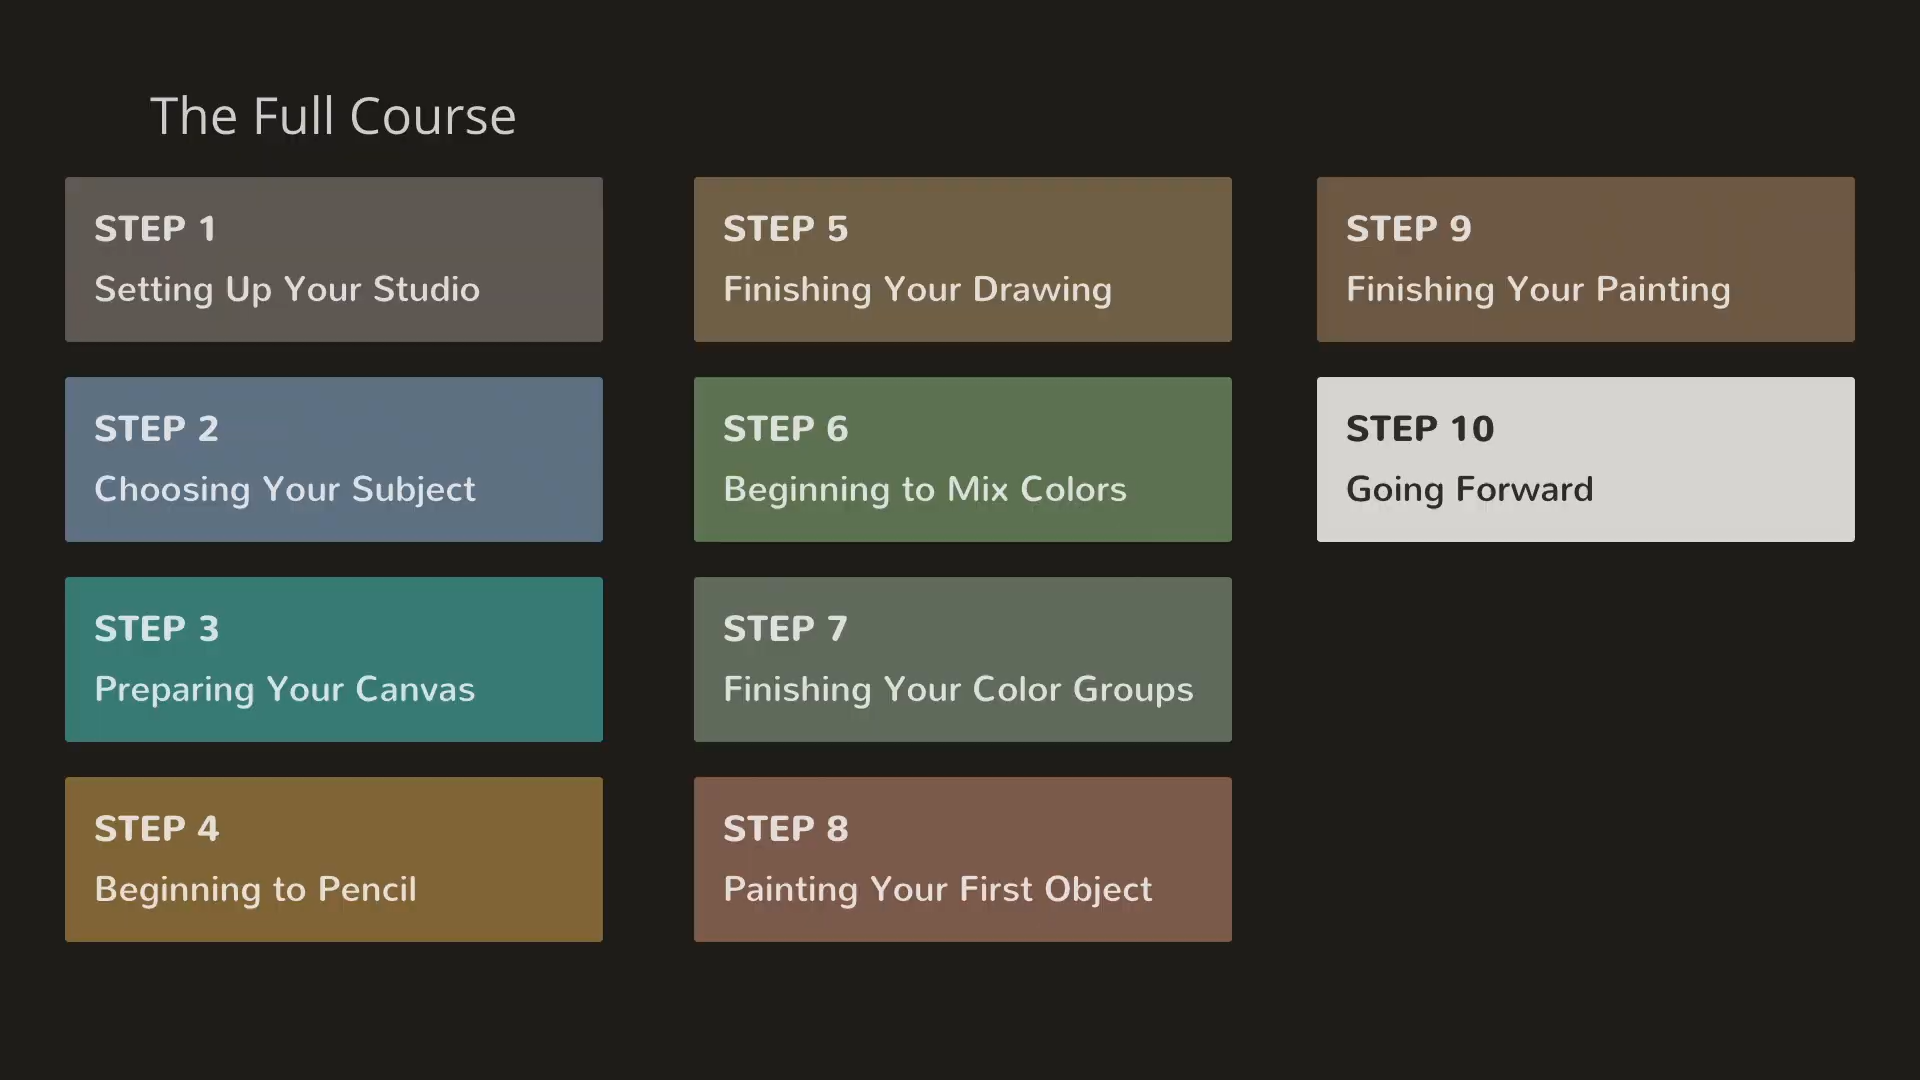 The Full Course
STEP 1
Setting Up Your Studio
STEP 2
Choosing Your Subject
STEP 3
Preparing Your Canvas
STEP 4
Beginning to Pencil
STEP 5
Finishing Your Drawing
STEP 6
Beginning to Mix Colors
STEP 7
Finishing Your Color Groups
STEP 8
Painting Your First Object
STEP 9
Finishing Your Painting
STEP 10
Going Forward